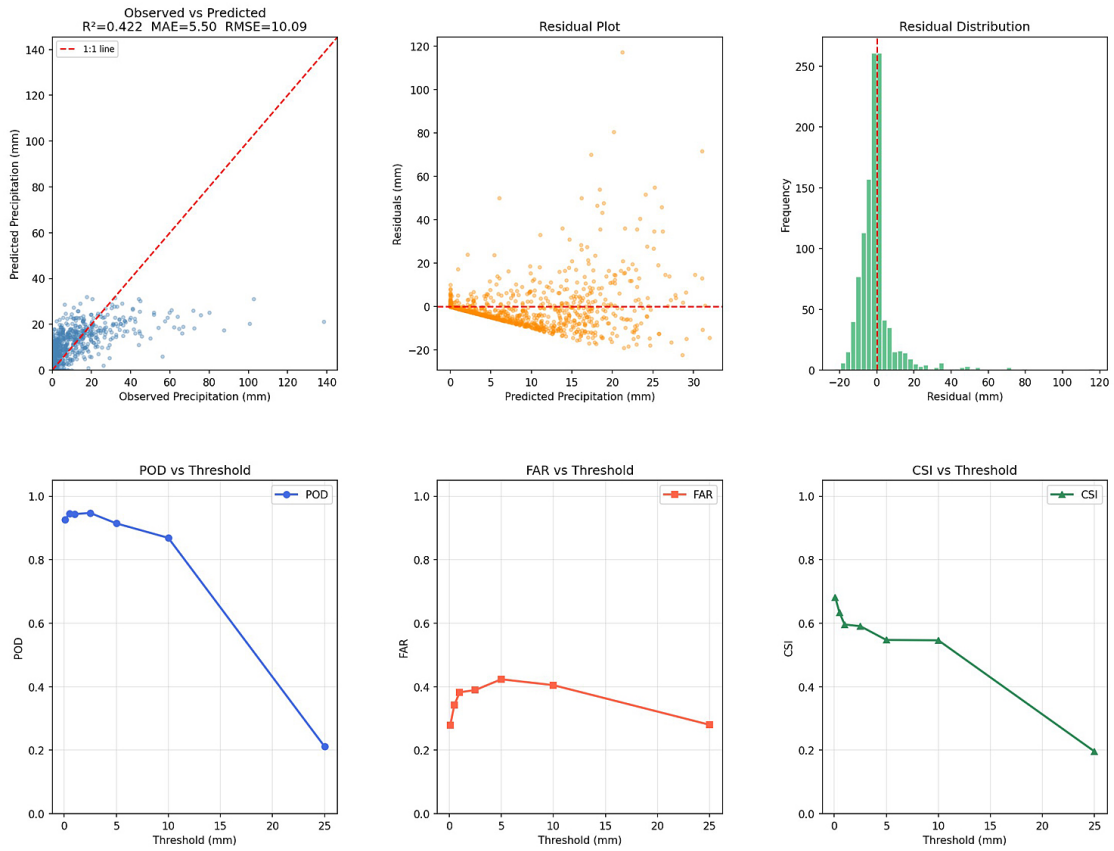 Observed vs Predicted
R²=0.422 MAE=5.50 RMSE=10.09
1:1 line
Predicted Precipitation (mm)
140
120
100
80
60
40
20
0
0 20 40 60 80 100 120 140
Observed Precipitation (mm)
Residual Plot
Residuals (mm)
120
100
80
60
40
20
0
−20
0 5 10 15 20 25 30
Predicted Precipitation (mm)
Residual Distribution
Frequency
250
200
150
100
50
0
−20 0 20 40 60 80 100 120
Residual (mm)
POD vs Threshold
POD
POD
1.0
0.8
0.6
0.4
0.2
0.0
0 5 10 15 20 25
Threshold (mm)
FAR vs Threshold
FAR
FAR
1.0
0.8
0.6
0.4
0.2
0.0
0 5 10 15 20 25
Threshold (mm)
CSI vs Threshold
CSI
CSI
1.0
0.8
0.6
0.4
0.2
0.0
0 5 10 15 20 25
Threshold (mm)